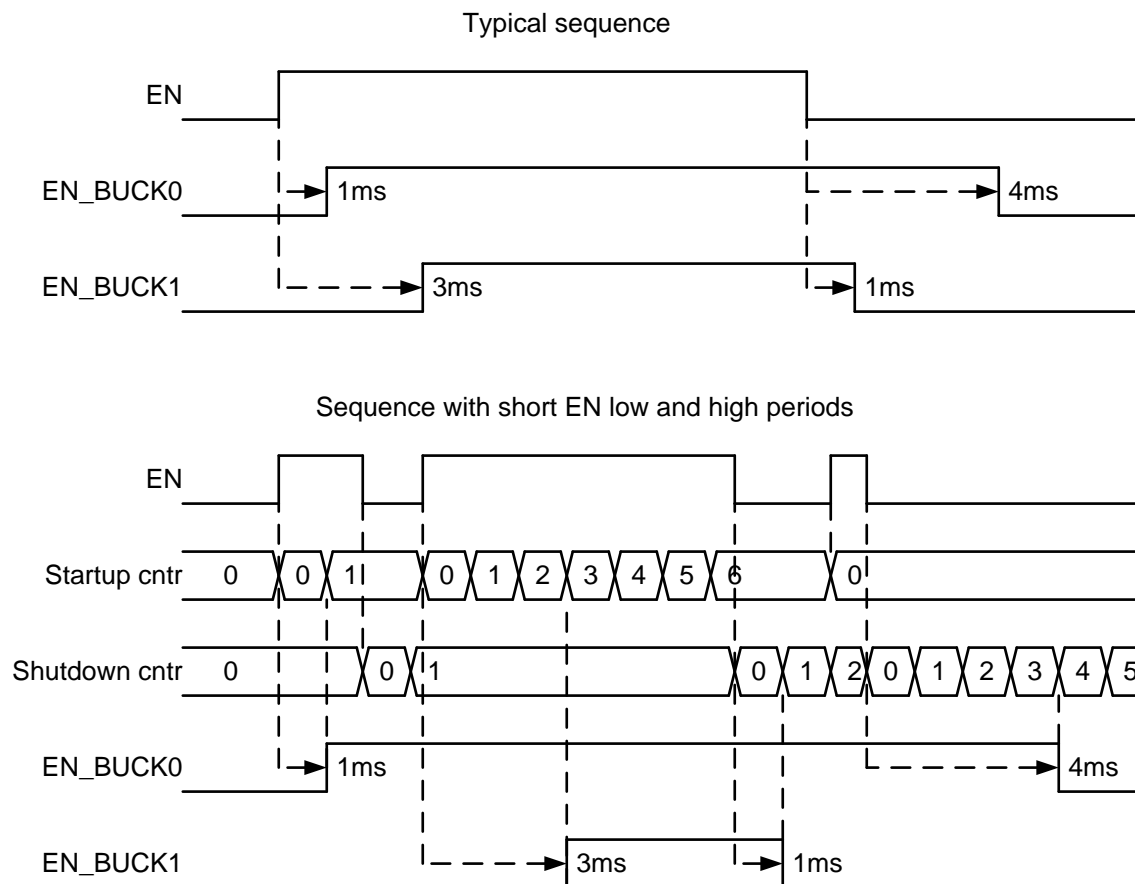 Typical sequence
EN
EN_BUCK0 1ms 4ms
EN_BUCK1 3ms 1ms
Sequence with short EN low and high periods
EN
Startup cntr 0 0 1 0 1 2 3 4 5 6 0
Shutdown cntr 0 0 1 0 1 2 0 1 2 3 4 5
EN_BUCK0 1ms 4ms
EN_BUCK1 3ms 1ms